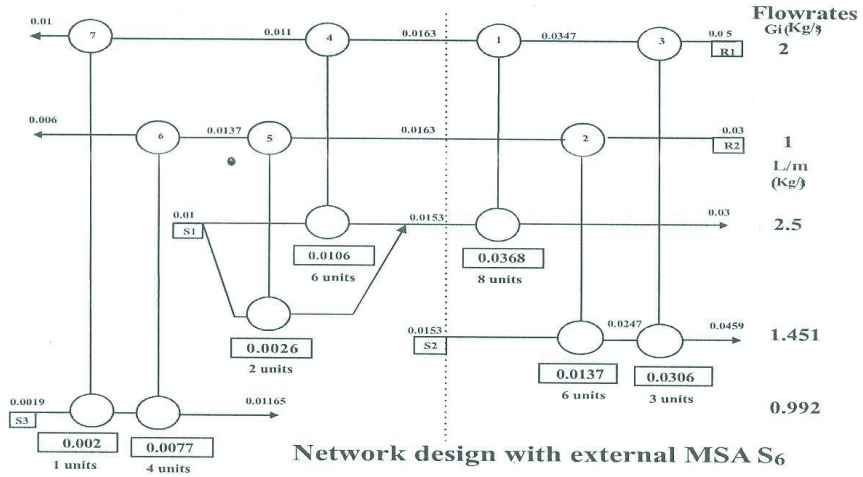 Flowrates
Gi (Kg/s)
0.01 7 0.011 4 0.0163 1 0.0347 3 0.0 5
R1 2
0.006 6 0.0137 5 0.0163 2 0.03
R2 1
L/m
(Kg/s)
0.01 0.0153 0.03
S1 2.5
0.0106 0.0368
6 units 8 units
0.0153 0.0247 0.0459
S2 1.451
0.0026
2 units
0.0137 0.0306
6 units 3 units
0.0019 0.01165 0.992
S3
0.002 0.0077
1 units 4 units
Network design with external MSA S6